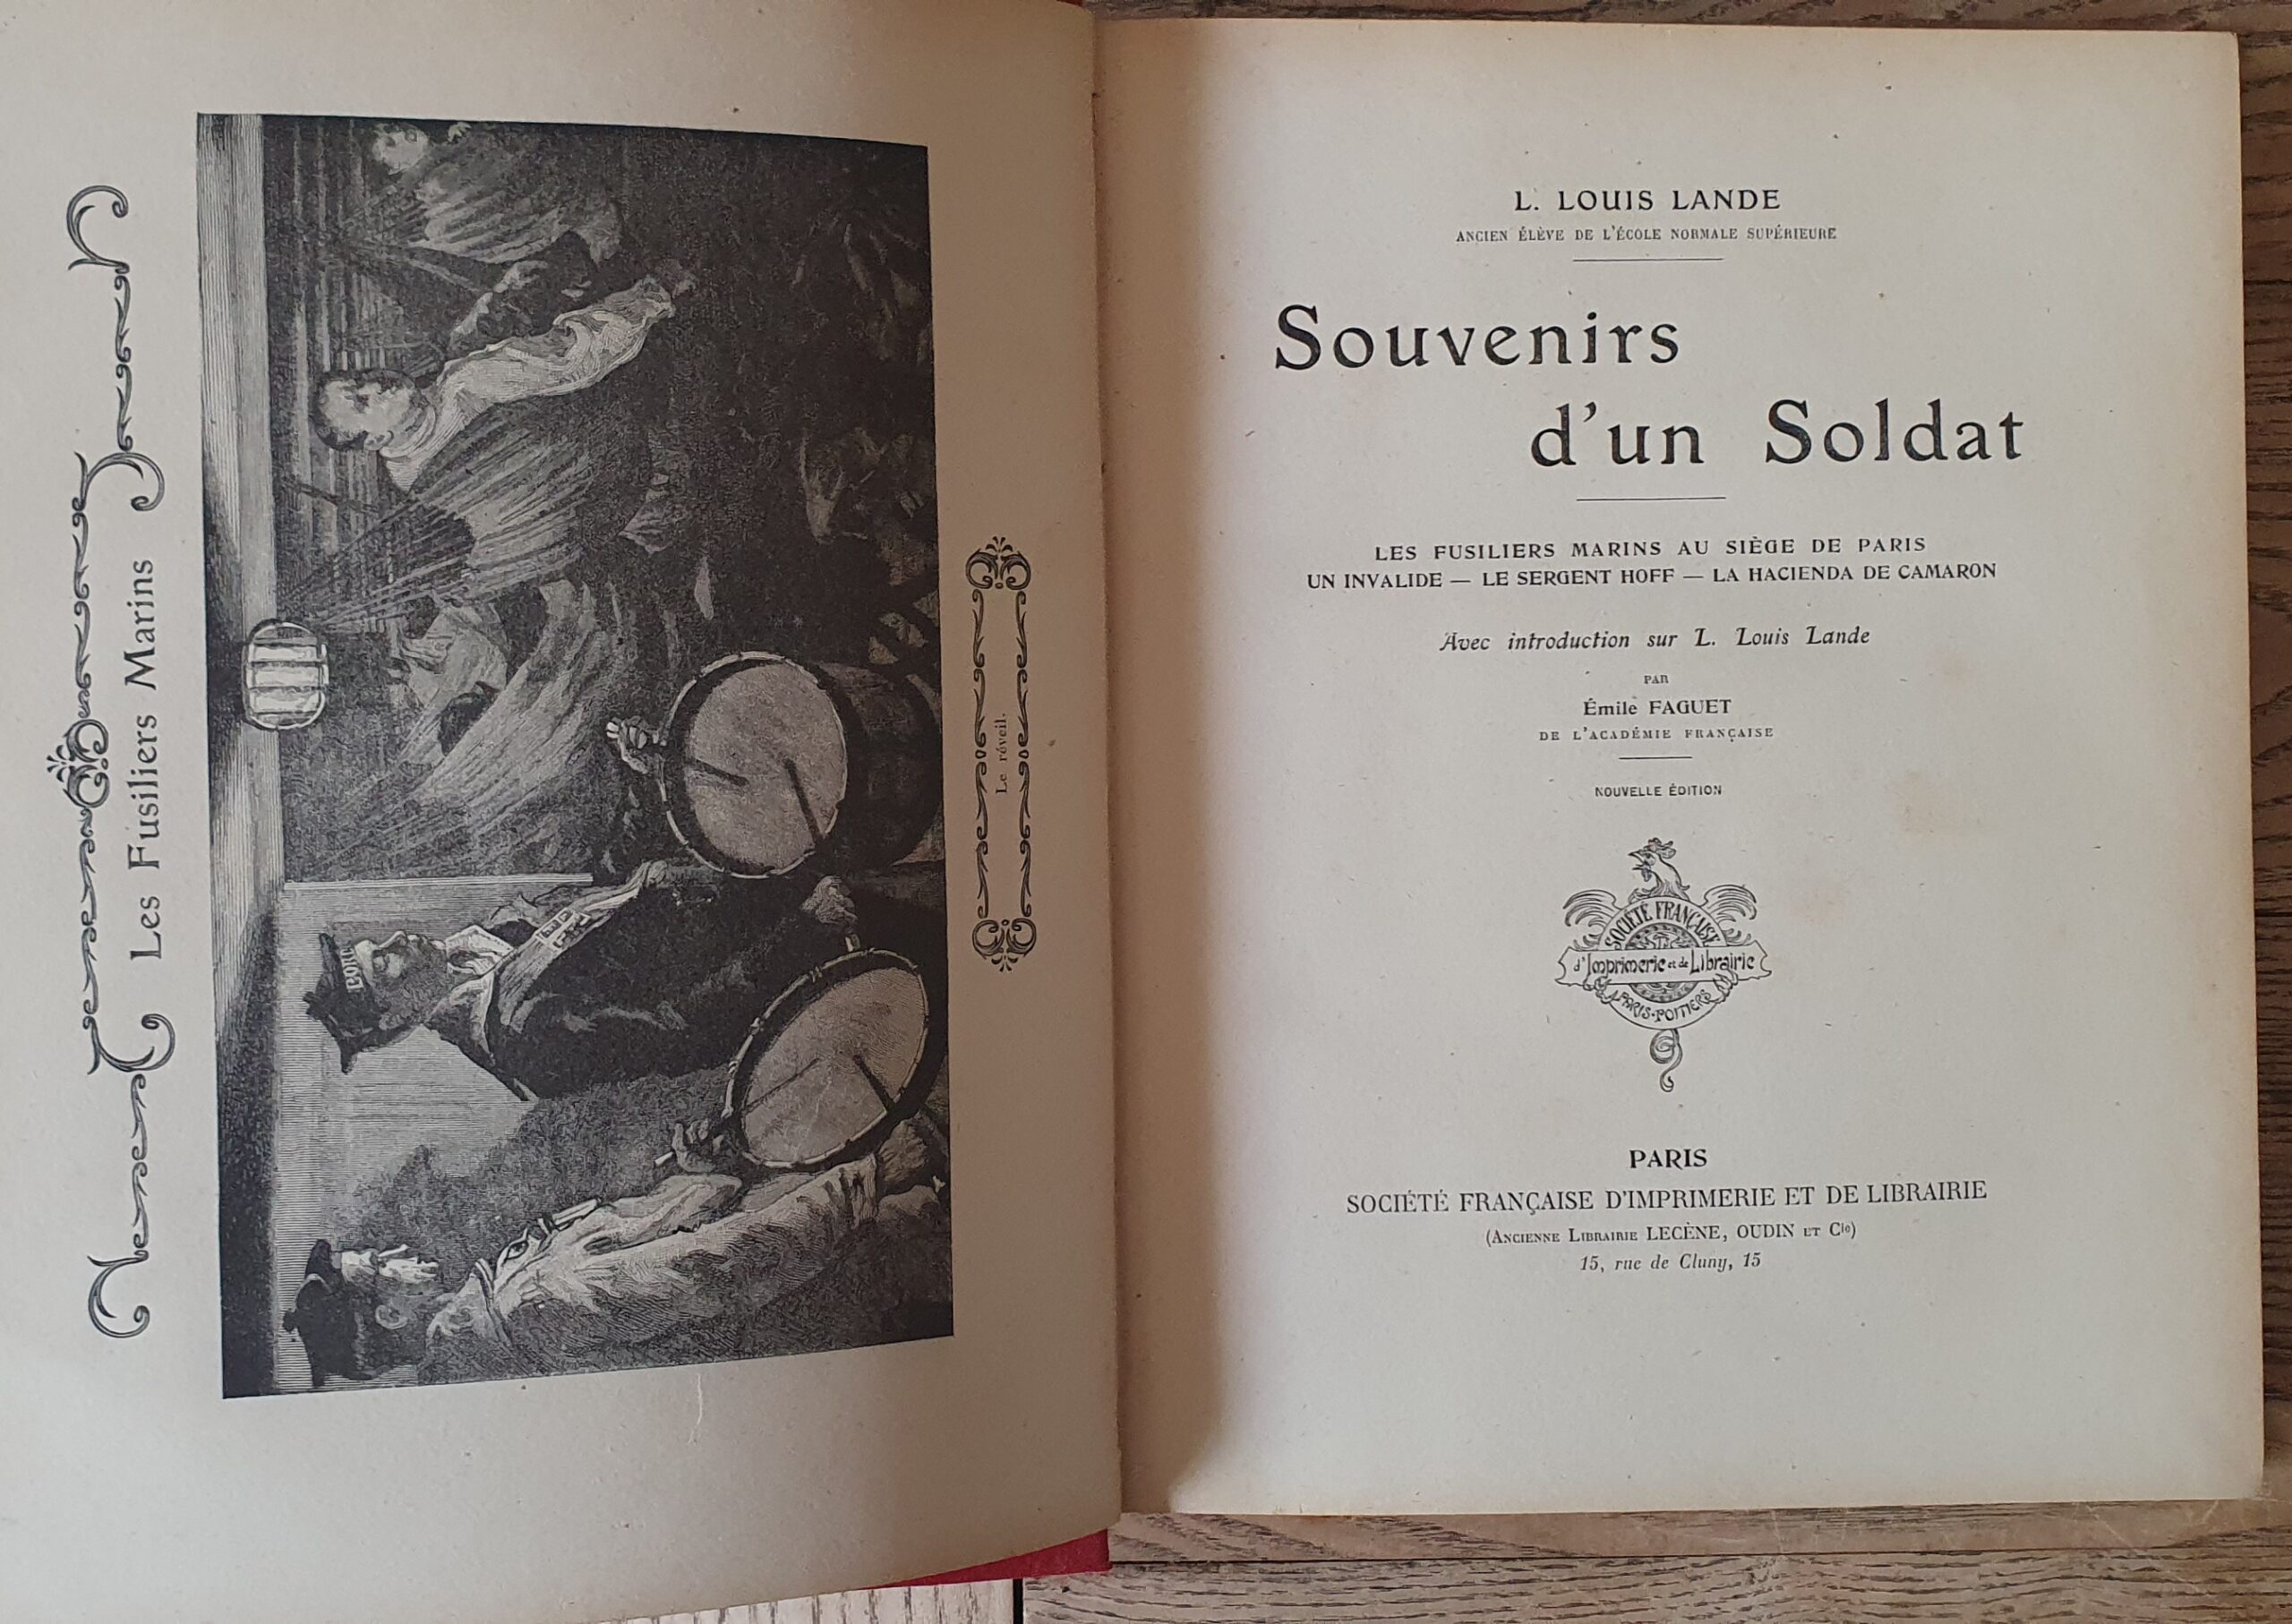 Les Fusiliers Marins
Le réveil.
L. LOUIS LANDE
ANCIEN ÉLÈVE DE L'ÉCOLE NORMALE SUPÉRIEURE
Souvenirs
d'un Soldat
LES FUSILIERS MARINS AU SIÈGE DE PARIS
UN INVALIDE — LE SERGENT HOFF — LA HACIENDA DE CAMARON
Avec introduction sur L. Louis Lande
PAR
Émile FAGUET
DE L'ACADÉMIE FRANÇAISE
NOUVELLE ÉDITION
SOCIÉTÉ FRANÇAISE
d'Imprimerie et de Librairie
PARIS-POITIERS
PARIS
SOCIÉTÉ FRANÇAISE D'IMPRIMERIE ET DE LIBRAIRIE
(ANCIENNE LIBRAIRIE LECÈNE, OUDIN ET Cie)
15, rue de Cluny, 15